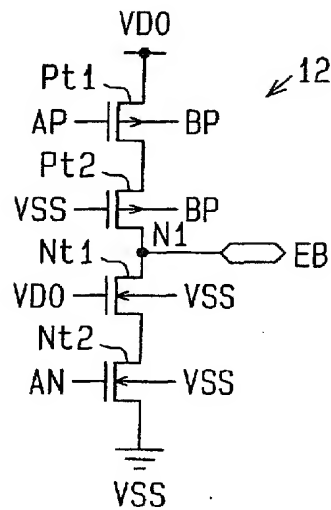 VDO
Pt1
12
AP BP
Pt2
VSS BP
N1
EB
Nt1
VDO VSS
Nt2
AN VSS
VSS